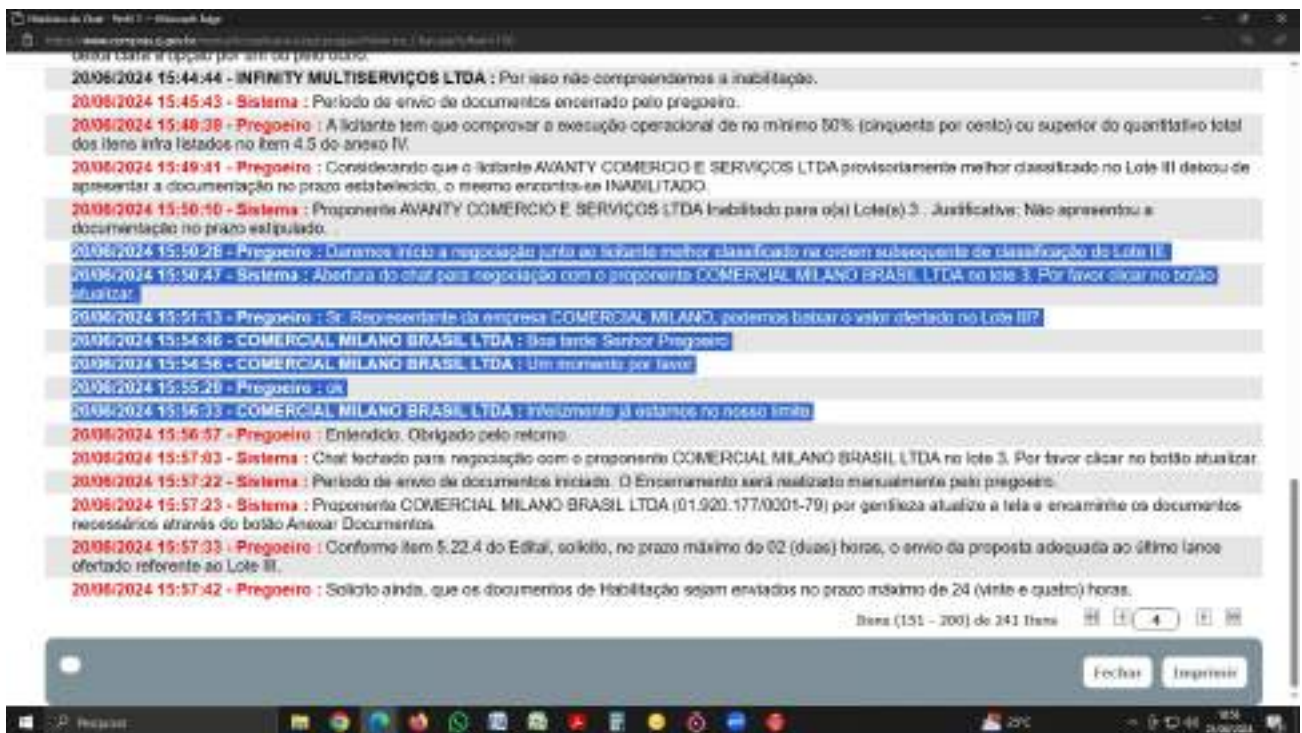 Histórico do Chat - Perfil 1 - Microsoft Edge
deixa clara a opção por um ou pelo outro.
20/06/2024 15:44:44 - INFINITY MULTISERVIÇOS LTDA : Por isso não compreendemos a inabilitação.
20/06/2024 15:45:43 - Sistema : Período de envio de documentos encerrado pelo pregoeiro.
20/06/2024 15:48:38 - Pregoeiro : A licitante tem que comprovar a execução operacional de no mínimo 50% (cinquenta por cento) ou superior do quantitativo total
dos itens infra listados no item 4.5 do anexo IV.
20/06/2024 15:49:41 - Pregoeiro : Considerando que o licitante AVANTY COMERCIO E SERVIÇOS LTDA provisoriamente melhor classificado no Lote III deixou de
apresentar a documentação no prazo estabelecido, o mesmo encontra-se INABILITADO.
20/06/2024 15:50:10 - Sistema : Proponente AVANTY COMERCIO E SERVIÇOS LTDA Inabilitado para o(a) Lote(s) 3 . Justificativa: Não apresentou a
documentação no prazo estipulado.
20/06/2024 15:50:28 - Pregoeiro : Daremos início a negociação junto ao licitante melhor classificado na ordem subsequente de classificação do Lote III.
20/06/2024 15:50:47 - Sistema : Abertura do chat para negociação com o proponente COMERCIAL MILANO BRASIL LTDA no lote 3. Por favor clicar no botão
atualizar.
20/06/2024 15:51:13 - Pregoeiro : Sr. Representante da empresa COMERCIAL MILANO, podemos baixar o valor ofertado no Lote III?
20/06/2024 15:54:46 - COMERCIAL MILANO BRASIL LTDA : Boa tarde Senhor Pregoeiro
20/06/2024 15:54:56 - COMERCIAL MILANO BRASIL LTDA : Um momento por favor
20/06/2024 15:55:29 - Pregoeiro : ok
20/06/2024 15:56:33 - COMERCIAL MILANO BRASIL LTDA : Infelizmente já estamos no nosso limite
20/06/2024 15:56:57 - Pregoeiro : Entendido. Obrigado pelo retorno.
20/06/2024 15:57:03 - Sistema : Chat fechado para negociação com o proponente COMERCIAL MILANO BRASIL LTDA no lote 3. Por favor clicar no botão atualizar.
20/06/2024 15:57:22 - Sistema : Período de envio de documentos iniciado. O Encerramento será realizado manualmente pelo pregoeiro.
20/06/2024 15:57:23 - Sistema : Proponente COMERCIAL MILANO BRASIL LTDA (01.920.177/0001-79) por gentileza atualize a tela e encaminhe os documentos
necessários através do botão Anexar Documentos.
20/06/2024 15:57:33 - Pregoeiro : Conforme item 5.22.4 do Edital, solicito, no prazo máximo de 02 (duas) horas, o envio da proposta adequada ao último lance
ofertado referente ao Lote III.
20/06/2024 15:57:42 - Pregoeiro : Solicito ainda, que os documentos de Habilitação sejam enviados no prazo máximo de 24 (vinte e quatro) horas.
Itens (151 - 200) de 241 Itens 4
Fechar Imprimir
Pesquisar